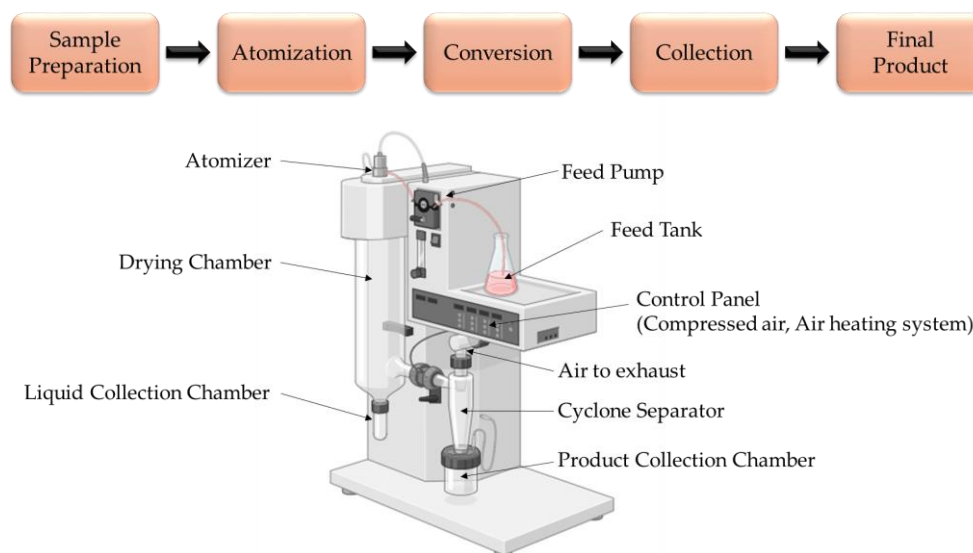 Sample
Preparation
Atomization
Conversion
Collection
Final
Product
Atomizer
Feed Pump
Feed Tank
Drying Chamber
Control Panel
(Compressed air, Air heating system)
Air to exhaust
Liquid Collection Chamber
Cyclone Separator
Product Collection Chamber